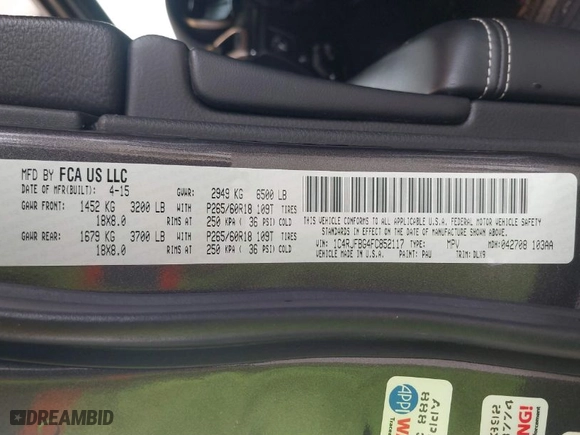 MFD BY FCA US LLC
DATE OF MFR(BUILT): 4-15 GVWR: 2949 KG 6500 LB
GAWR FRONT: 1452 KG 3200 LB WITH P265/60R18 109T TIRES
18X8.0 RIMS AT 250 KPA ( 36 PSI) COLD
GAWR REAR: 1679 KG 3700 LB WITH P265/60R18 109T TIRES
18X8.0 RIMS AT 250 KPA ( 36 PSI) COLD
THIS VEHICLE CONFORMS TO ALL APPLICABLE U.S.A. FEDERAL MOTOR VEHICLE SAFETY
STANDARDS IN EFFECT ON THE DATE OF MANUFACTURE SHOWN ABOVE.
VIN: 1C4RJFBG4FC852117 TYPE: MPV MDH: 042708 103AA
VEHICLE MADE IN U.S.A. PAINT: PAU TRIM: DLX9
APP
888
DREAMBID